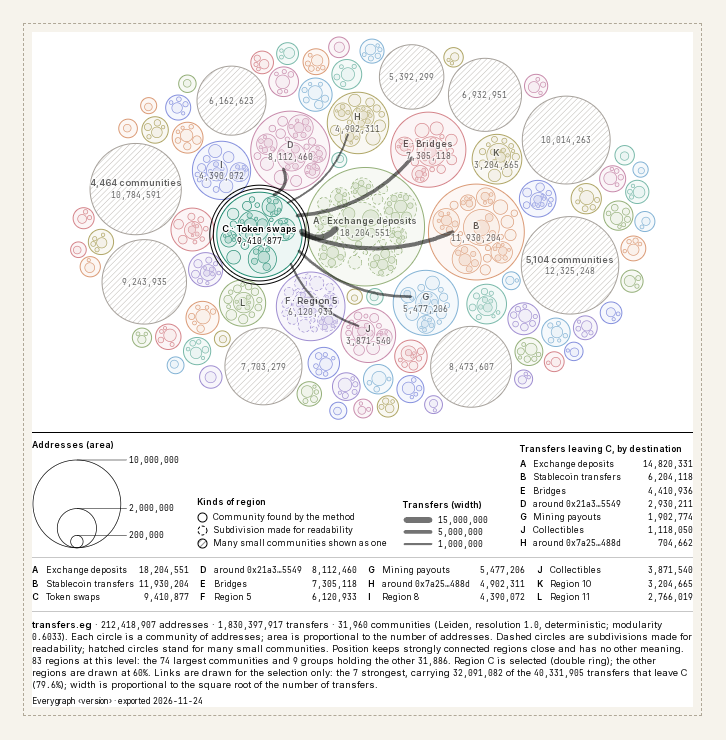 5,392,299
6,932,951
6,162,623
H
4,902,311
10,014,263
D
8,112,460
E Bridges
7,305,118
K
3,204,665
I
4,390,072
4,464 communities
10,784,591
C Token swaps
9,410,877
A Exchange deposits
18,204,551
B
11,930,204
5,104 communities
12,325,248
9,243,935
L
F Region 5
6,120,933
G
5,477,206
J
3,871,540
7,703,279
8,473,607
Addresses (area)
10,000,000
2,000,000
200,000
Kinds of region
Community found by the method
Subdivision made for readability
Many small communities shown as one
Transfers (width)
15,000,000
5,000,000
1,000,000
Transfers leaving C, by destination
A Exchange deposits 14,820,331
B Stablecoin transfers 6,204,118
E Bridges 4,410,936
D around 0x21a3…5549 2,930,211
G Mining payouts 1,902,774
J Collectibles 1,118,050
H around 0x7a25…488d 704,662
A Exchange deposits 18,204,551 D around 0x21a3…5549 8,112,460 G Mining payouts 5,477,206 J Collectibles 3,871,540
B Stablecoin transfers 11,930,204 E Bridges 7,305,118 H around 0x7a25…488d 4,902,311 K Region 10 3,204,665
C Token swaps 9,410,877 F Region 5 6,120,933 I Region 8 4,390,072 L Region 11 2,766,019
transfers.eg · 212,418,907 addresses · 1,830,397,917 transfers · 31,960 communities (Leiden, resolution 1.0, deterministic; modularity
0.6033). Each circle is a community of addresses; area is proportional to the number of addresses. Dashed circles are subdivisions made for
readability; hatched circles stand for many small communities. Position keeps strongly connected regions close and has no other meaning.
83 regions at this level: the 74 largest communities and 9 groups holding the other 31,886. Region C is selected (double ring); the other
regions are drawn at 60%. Links are drawn for the selection only: the 7 strongest, carrying 32,091,082 of the 40,331,905 transfers that leave C
(79.6%); width is proportional to the square root of the number of transfers.
Everygraph ‹version› · exported 2026-11-24